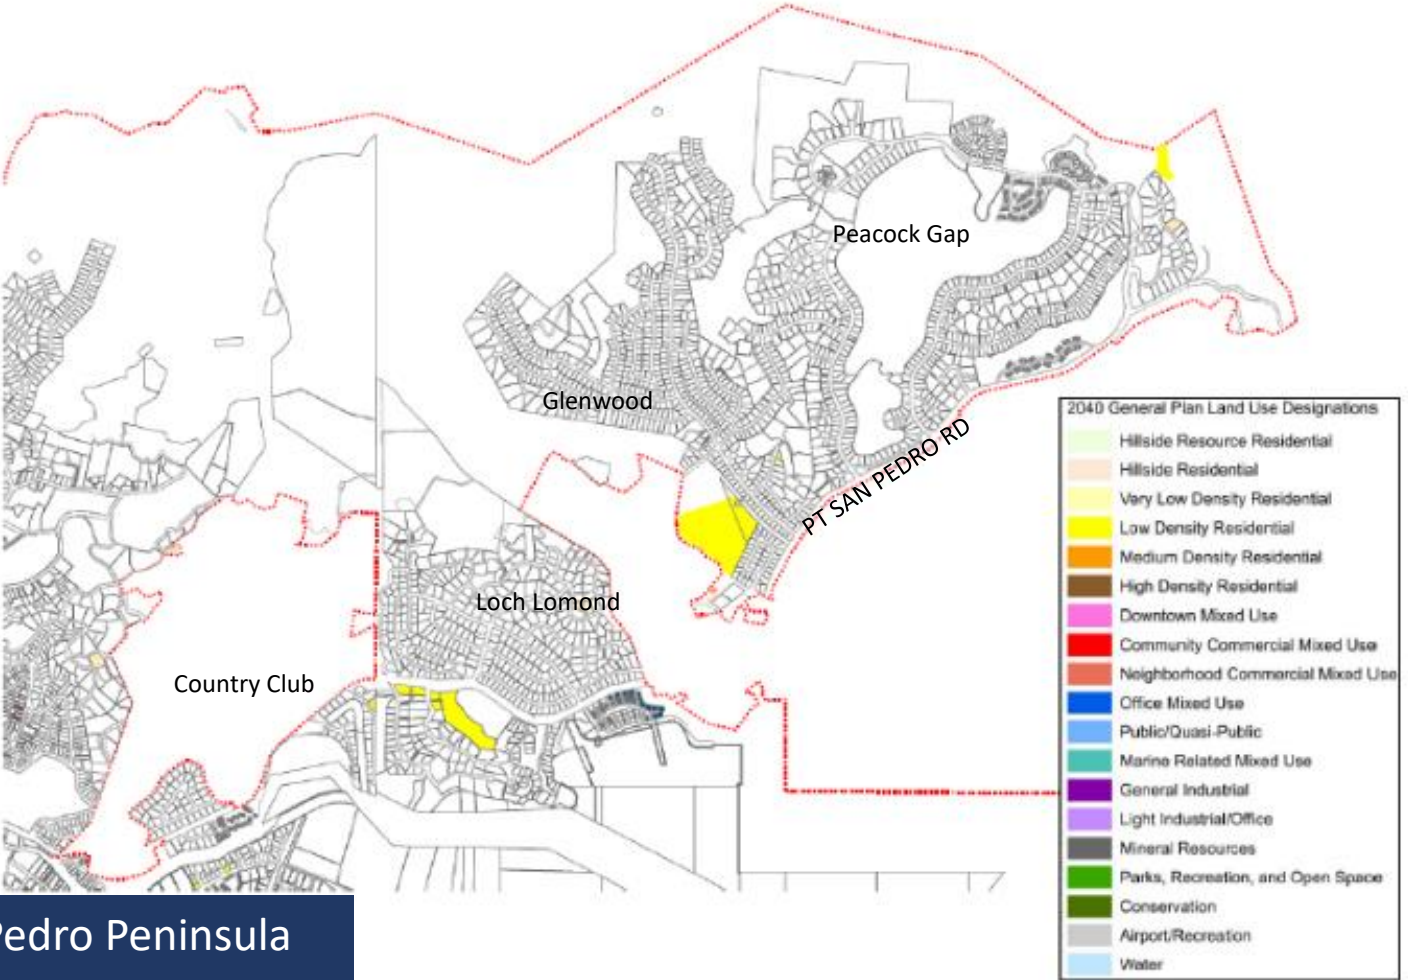 Peacock Gap
Glenwood
PT SAN PEDRO RD
Loch Lomond
Country Club
2040 General Plan Land Use Designations
Hillside Resource Residential
Hillside Residential
Very Low Density Residential
Low Density Residential
Medium Density Residential
High Density Residential
Downtown Mixed Use
Community Commercial Mixed Use
Neighborhood Commercial Mixed Use
Office Mixed Use
Public/Quasi-Public
Marine Related Mixed Use
General Industrial
Light Industrial/Office
Mineral Resources
Parks, Recreation, and Open Space
Conservation
Airport/Recreation
Water
Pedro Peninsula